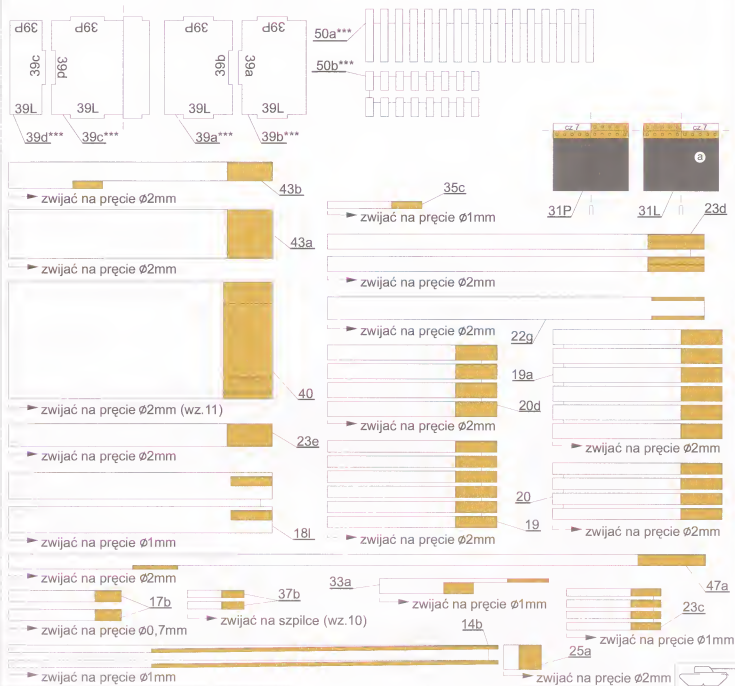 39P
39P
39P
39P
39c
39d
39b
39a
39L
39L
39L
39L
39d***
39c***
39a***
39b***
50a***
50b***
cz.7
cz.7
a
31P
31L
43b
zwijać na pręcie ø2mm
35c
zwijać na pręcie ø1mm
23d
43a
zwijać na pręcie ø2mm
zwijać na pręcie ø2mm
zwijać na pręcie ø2mm
22g
40
zwijać na pręcie ø2mm (wz.11)
19a
20d
zwijać na pręcie ø2mm
zwijać na pręcie ø2mm
23e
zwijać na pręcie ø2mm
18l
zwijać na pręcie ø1mm
19
zwijać na pręcie ø2mm
20
zwijać na pręcie ø2mm
zwijać na pręcie ø2mm
47a
17b
zwijać na pręcie ø0,7mm
37b
zwijać na szpilce (wz.10)
33a
zwijać na pręcie ø1mm
23c
zwijać na pręcie ø1mm
14b
zwijać na pręcie ø1mm
25a
zwijać na pręcie ø2mm